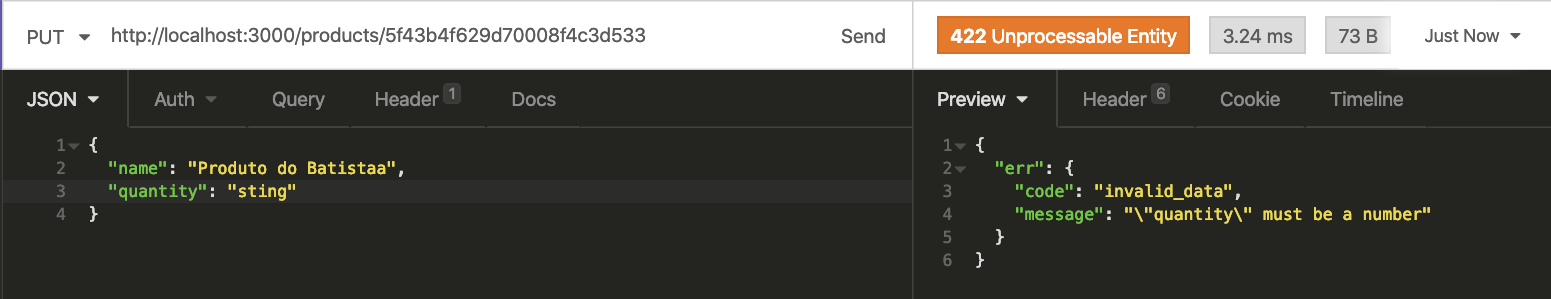 PUT http://localhost:3000/products/5f43b4f629d70008f4c3d533 Send
JSON Auth Query Header 1 Docs
1 {
2 "name": "Produto do Batistaa",
3 "quantity": "sting"
4 }
422 Unprocessable Entity 3.24 ms 73 B Just Now
Preview Header 6 Cookie Timeline
1 {
2 "err": {
3 "code": "invalid_data",
4 "message": "\"quantity\" must be a number"
5 }
6 }